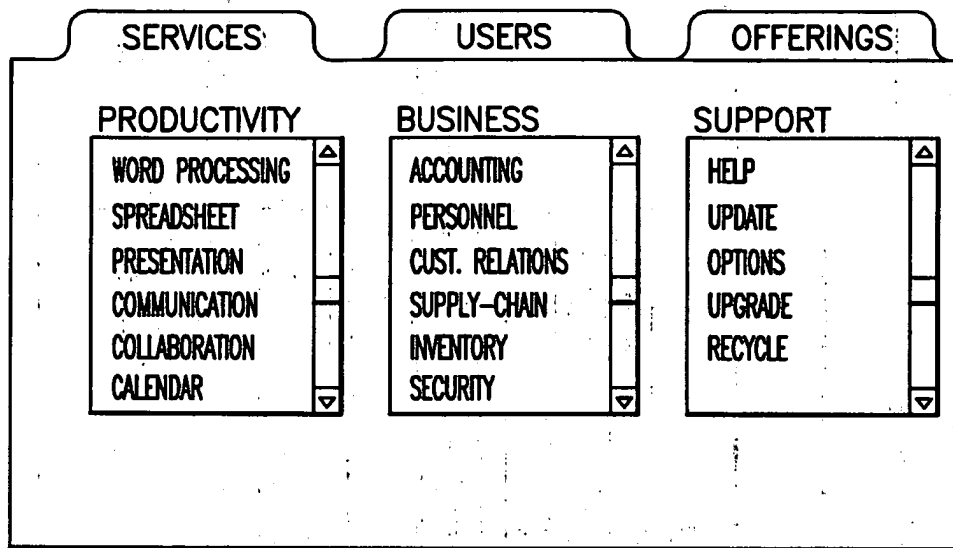 SERVICES
USERS
OFFERINGS
PRODUCTIVITY
WORD PROCESSING
SPREADSHEET
PRESENTATION
COMMUNICATION
COLLABORATION
CALENDAR
BUSINESS
ACCOUNTING
PERSONNEL
CUST. RELATIONS
SUPPLY-CHAIN
INVENTORY
SECURITY
SUPPORT
HELP
UPDATE
OPTIONS
UPGRADE
RECYCLE